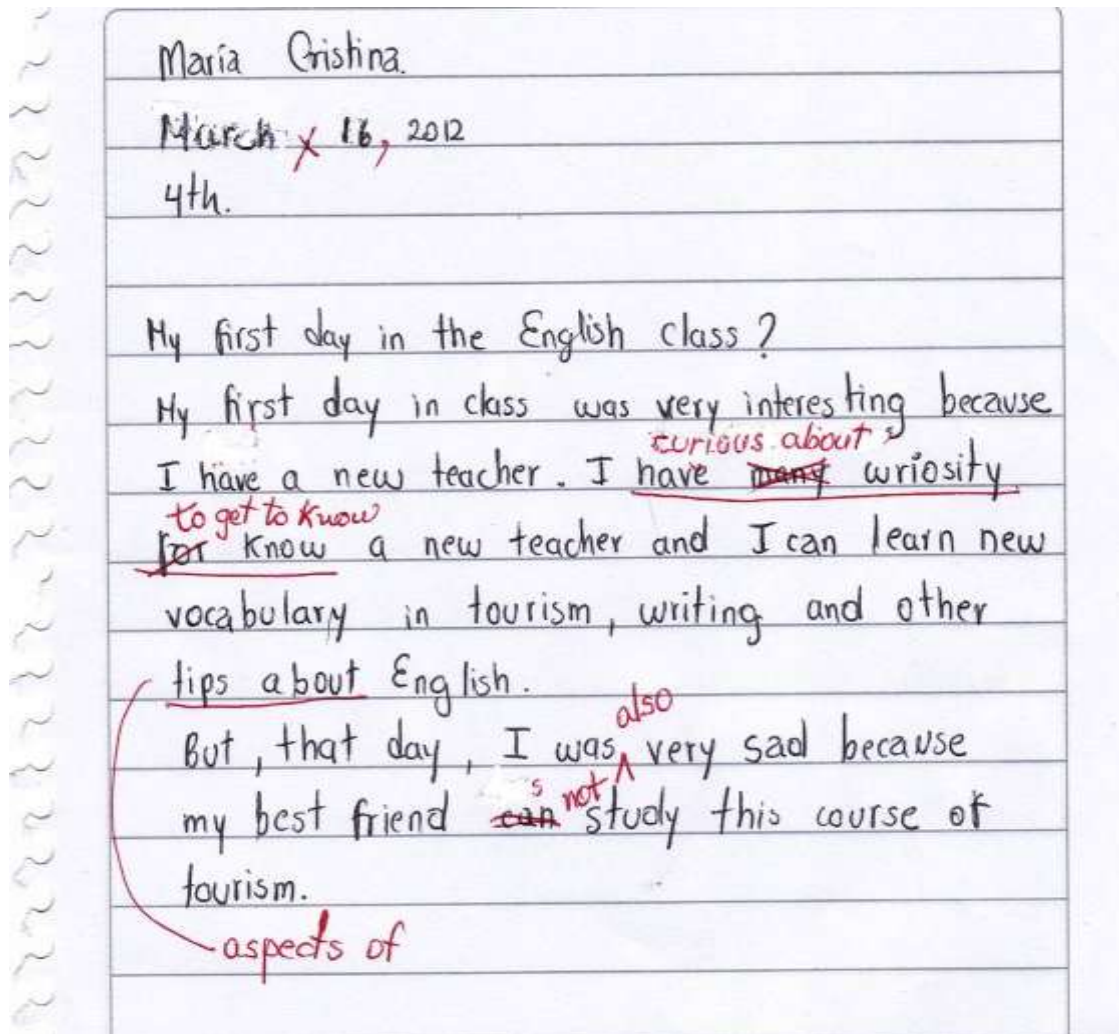 María Cristina.
March x 16, 2012
4th.
My first day in the English class?
My first day in class was very interesting because
curious about
I have a new teacher. I have many curiosity
to get to know
for know a new teacher and I can learn new
vocabulary in tourism, writing and other
tips about English.
also
But, that day, I was ^ very sad because
not
my best friend can study this course of
tourism.
aspects of